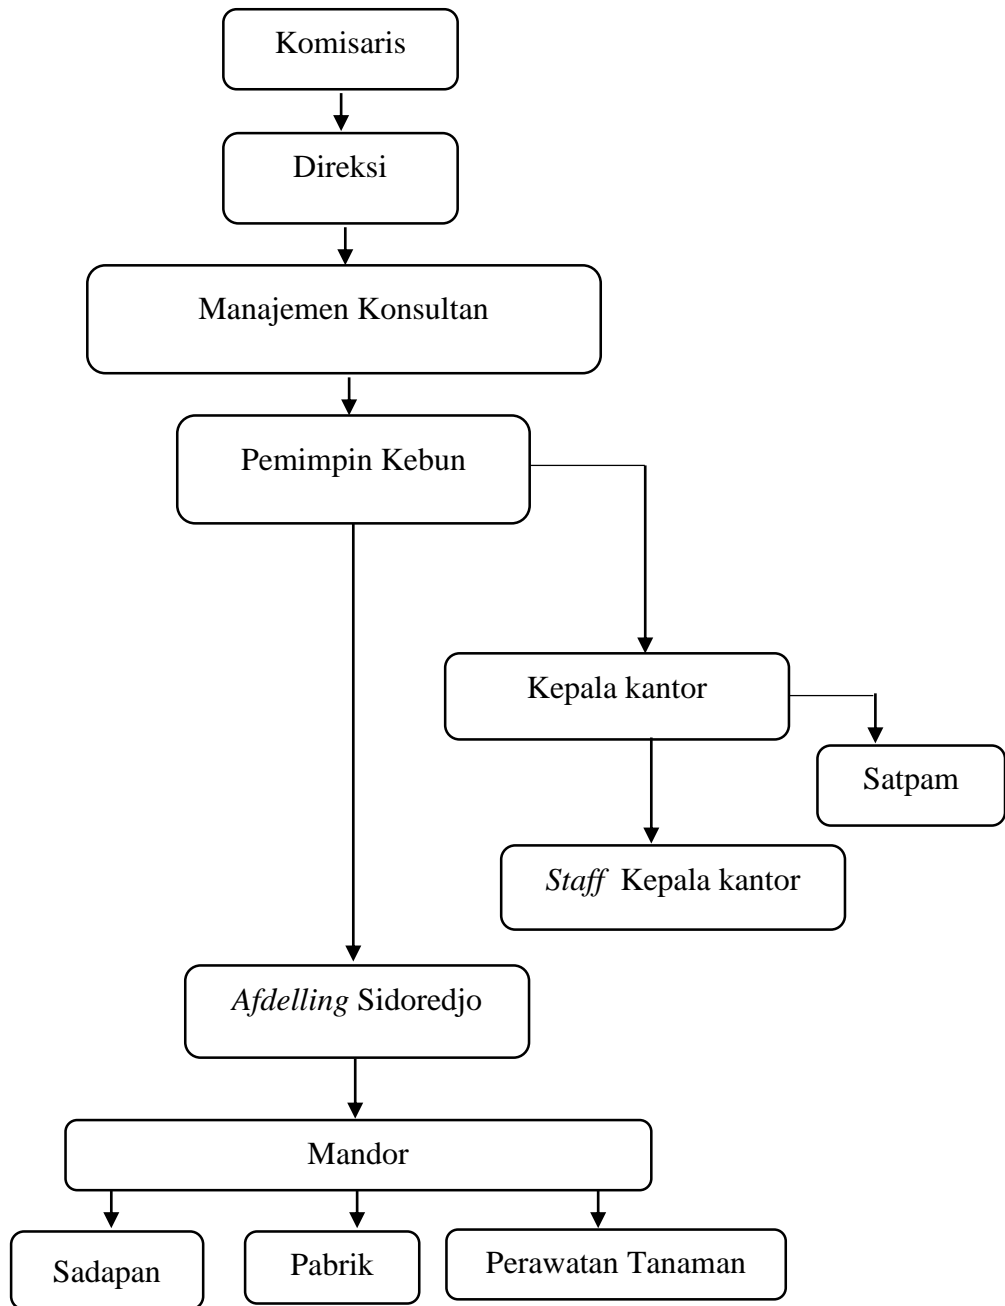 Komisaris
Direksi
Manajemen Konsultan
Pemimpin Kebun
Kepala kantor
Satpam
Staff Kepala kantor
Afdelling Sidoredjo
Mandor
Sadapan
Pabrik
Perawatan Tanaman